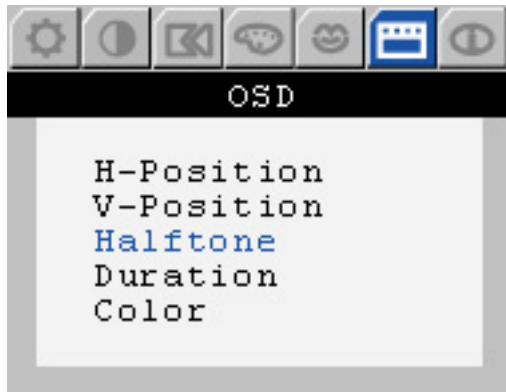 OSD
H-Position
V-Position
Halftone
Duration
Color